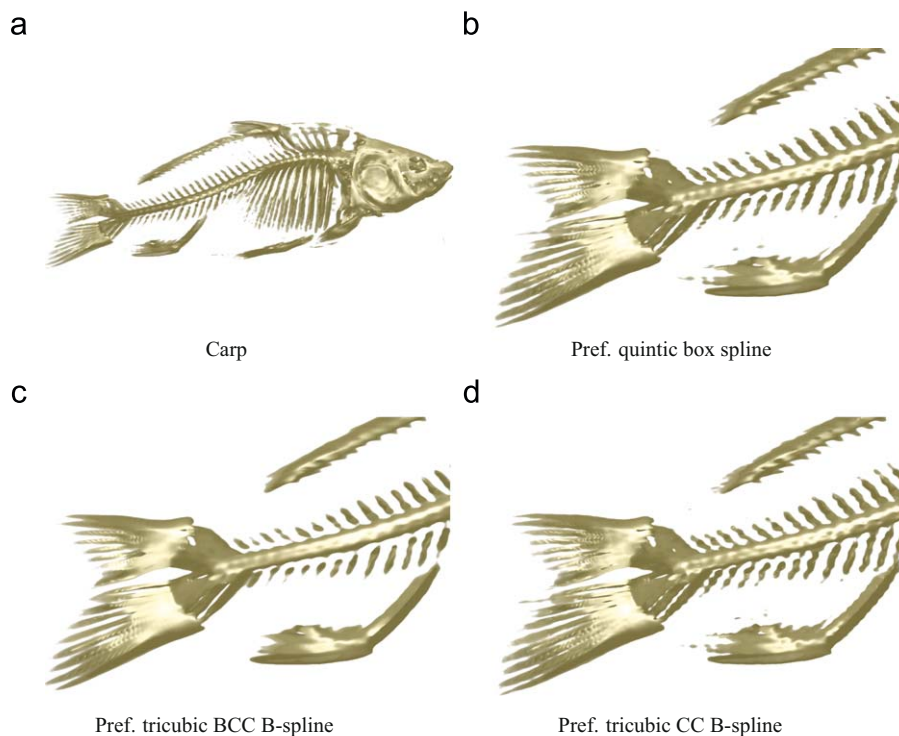 a
b
Carp
Pref. quintic box spline
c
d
Pref. tricubic BCC B-spline
Pref. tricubic CC B-spline